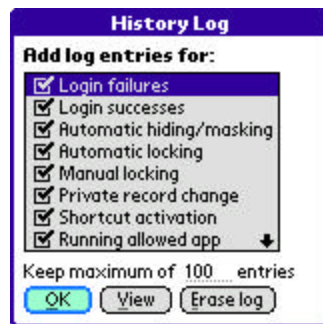 History Log
Add log entries for:
Login failures
Login successes
Automatic hiding/masking
Automatic locking
Manual locking
Private record change
Shortcut activation
Running allowed app
Keep maximum of 100 entries
OK View Erase log